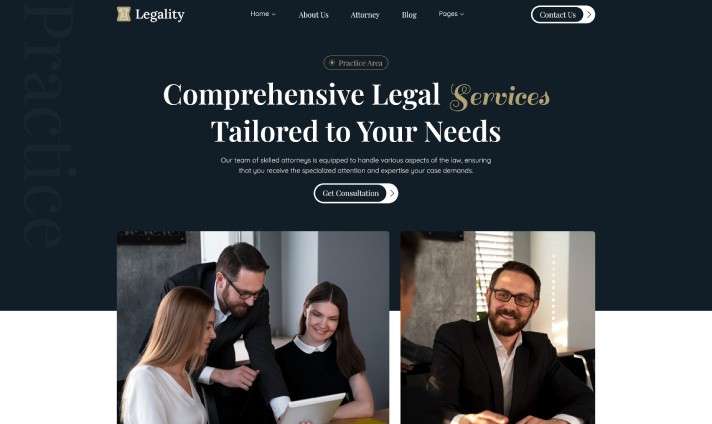 Legality
Home
About Us
Attorney
Blog
Pages
Contact Us
Practice
Practice Area
Comprehensive Legal Services
Tailored to Your Needs
Our team of skilled attorneys is equipped to handle various aspects of the law, ensuring
that you receive the specialized attention and expertise your case demands.
Get Consultation